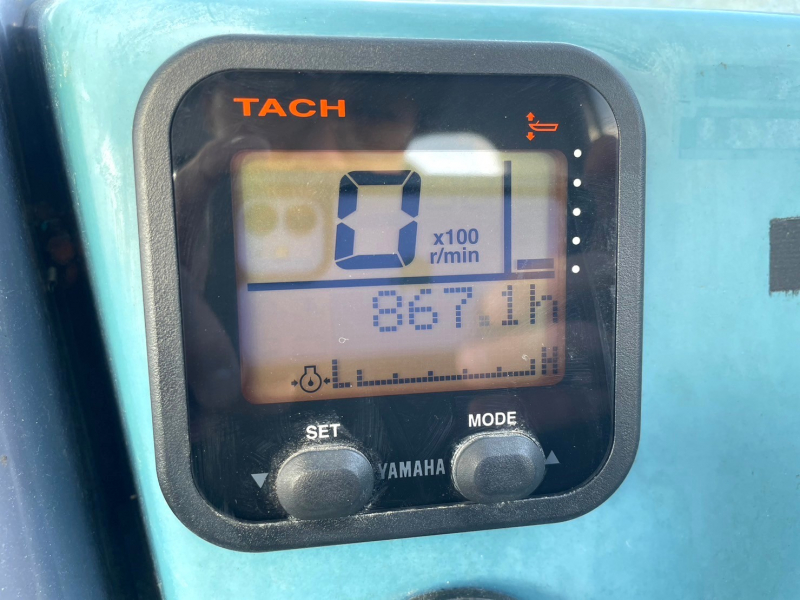 TACH
0
x100
r/min
867.1h
L H
SET
MODE
YAMAHA